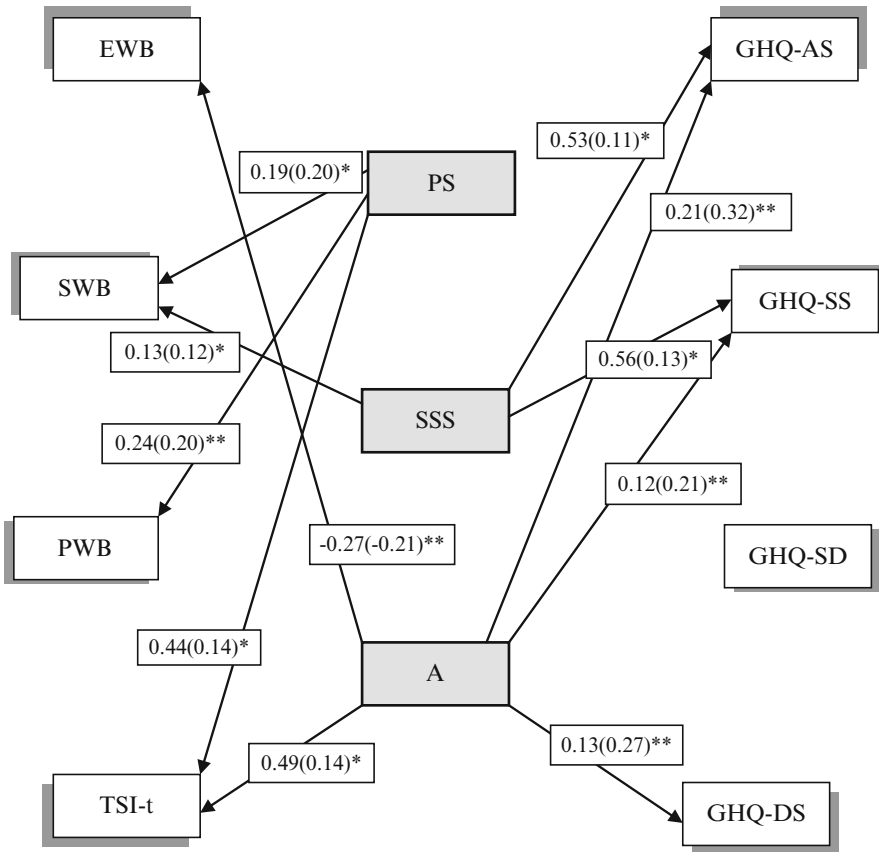 EWB
GHQ-AS
0.53(0.11)*
0.19(0.20)*
PS
0.21(0.32)**
SWB
GHQ-SS
0.13(0.12)*
0.56(0.13)*
SSS
0.24(0.20)**
0.12(0.21)**
PWB
-0.27(-0.21)**
GHQ-SD
0.44(0.14)*
A
0.13(0.27)**
0.49(0.14)*
TSI-t
GHQ-DS